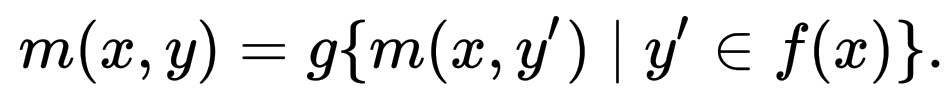 m(x, y) = g{m(x, y′) | y′ ∈ f(x)}.